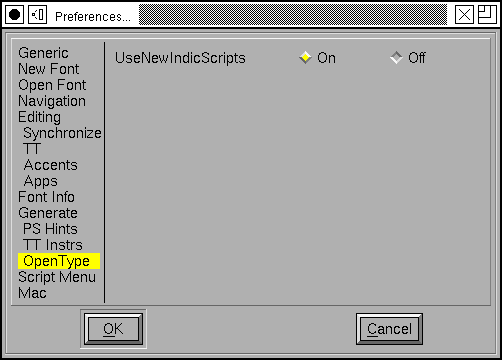 Preferences...
Generic
New Font
Open Font
Navigation
Editing
Synchronize
TT
Accents
Apps
Font Info
Generate
PS Hints
TT Instrs
OpenType
Script Menu
Mac
UseNewIndicScripts On Off
OK Cancel